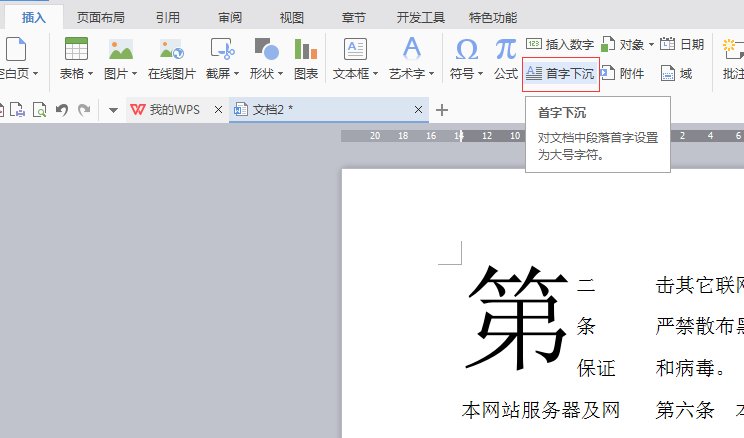 插入 页面布局 引用 审阅 视图 章节 开发工具 特色功能
空白页 表格 图片 在线图片 截屏 形状 图表 文本框 艺术字 符号 公式 插入数字 对象 日期
首字下沉 附件 域 批注
我的WPS 文档2 *
首字下沉
对文档中段落首字设置
为大号字符。
20 18 16 14 12 10 2 4 6
第二 击其它联网
条 严禁散布黑
保证 和病毒。
本网站服务器及网 第六条 本